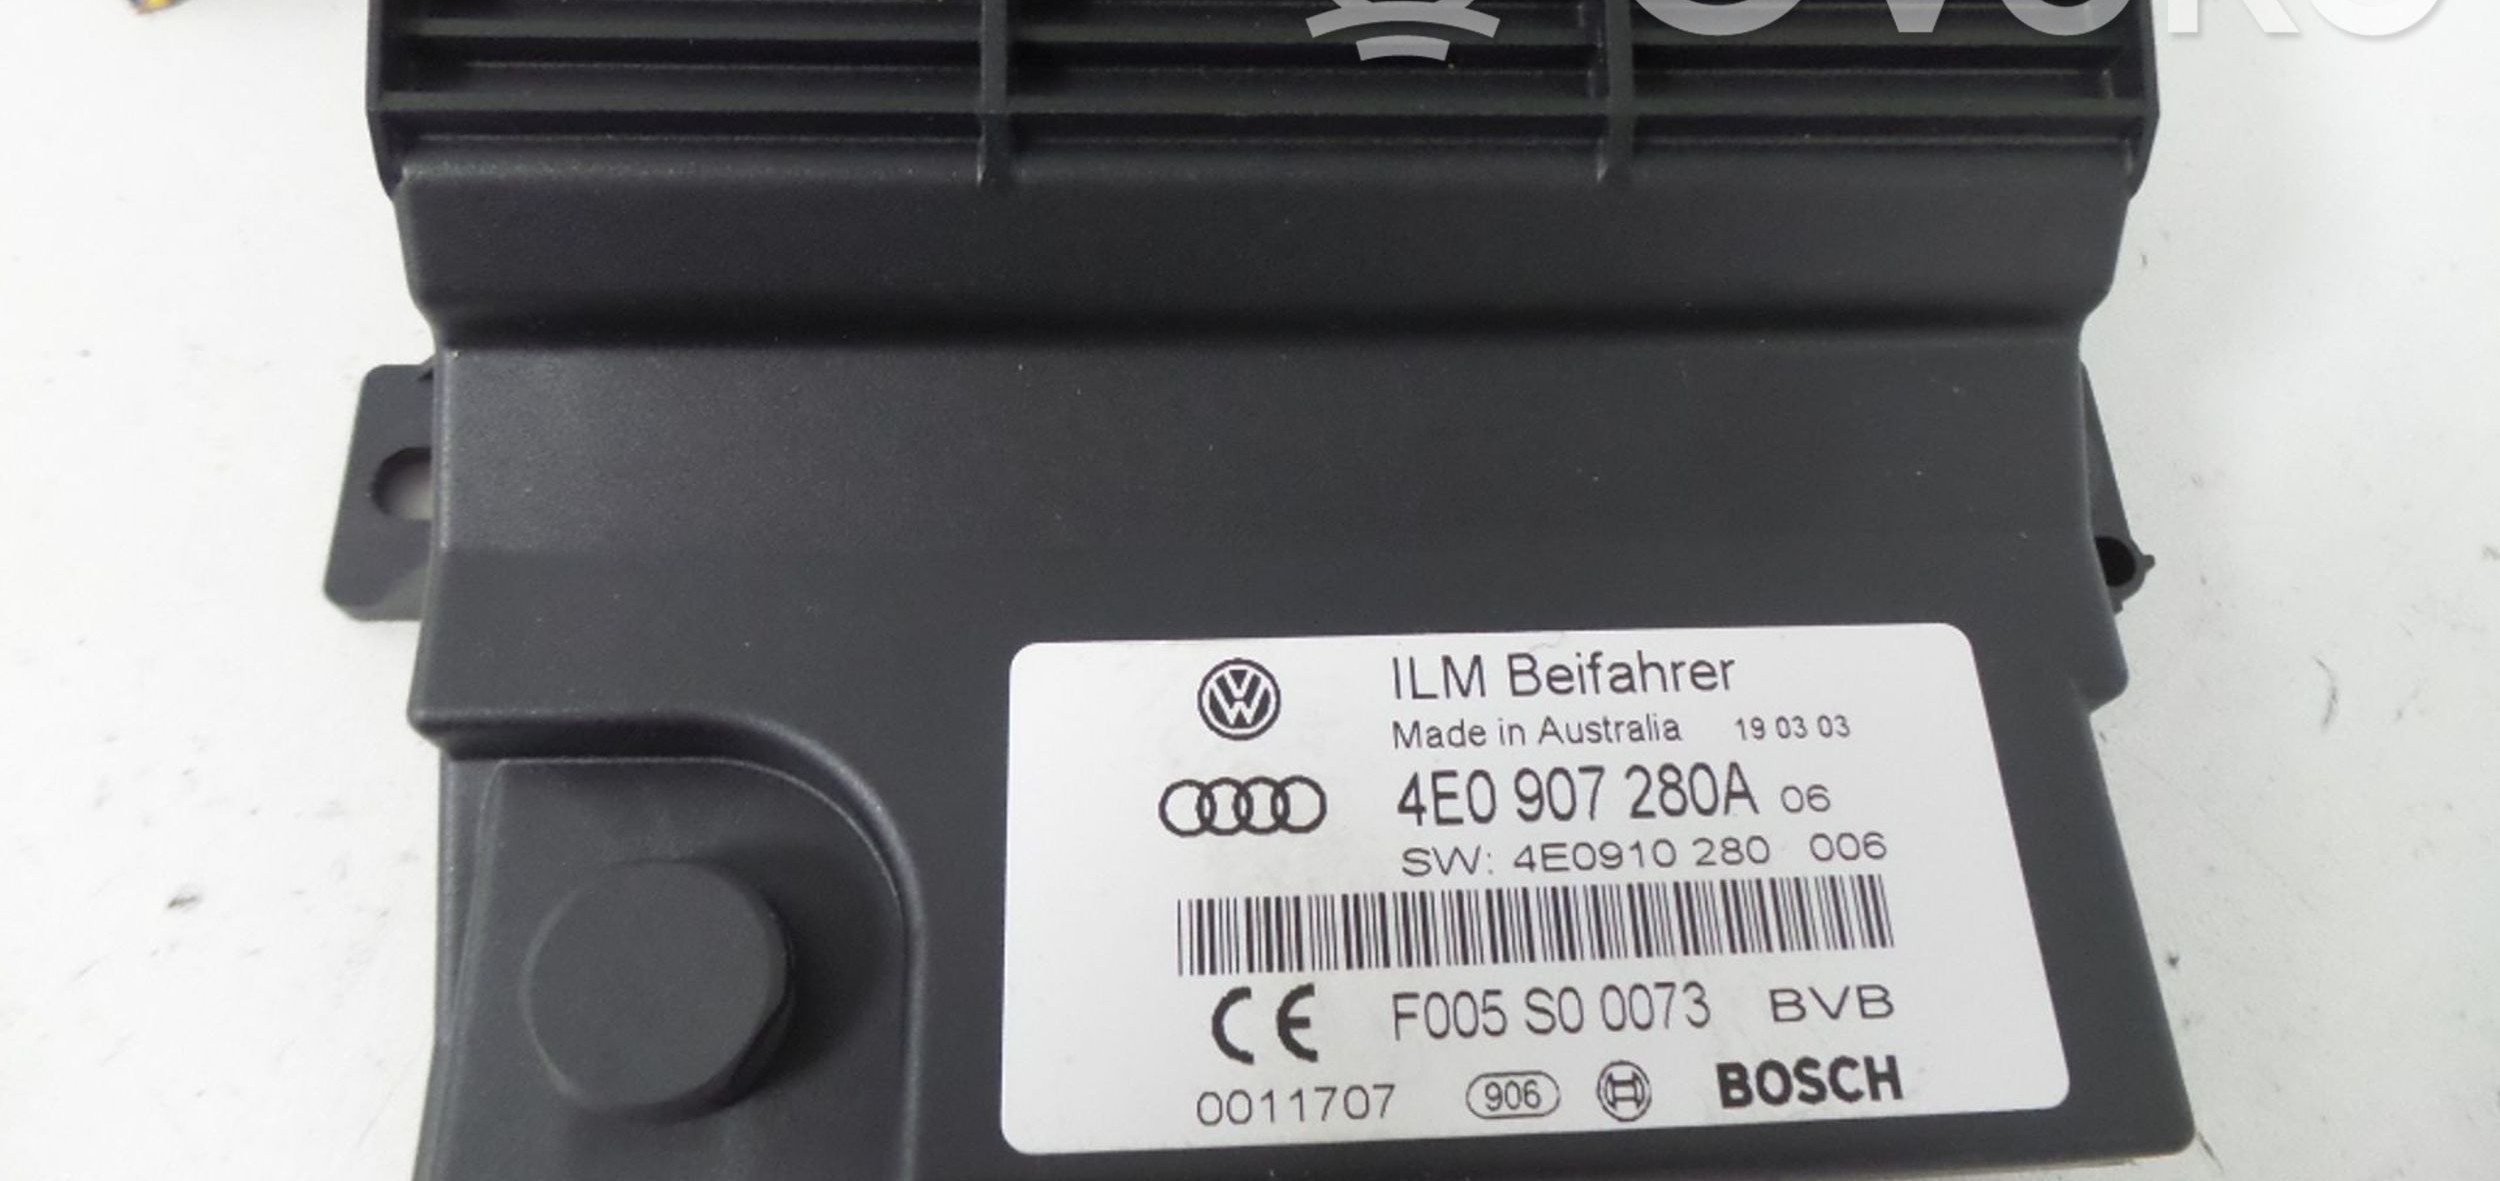 ILM Beifahrer
Made in Australia 19 03 03
4E0 907 280A 06
SW: 4E0910 280 006
CE F005 S0 0073 BVB
0011707 906 BOSCH